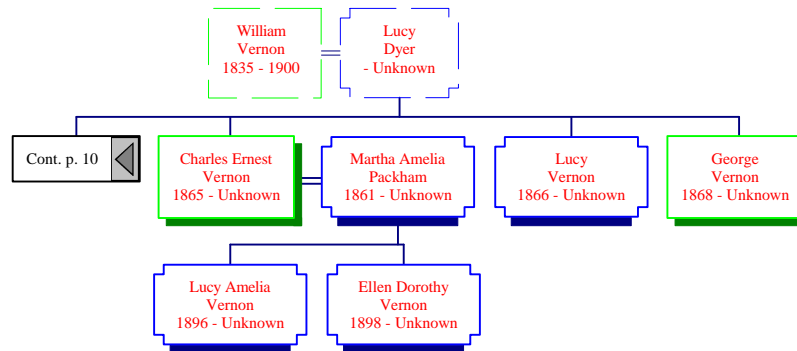 William
Vernon
1835 - 1900
Lucy
Dyer
- Unknown
Cont. p. 10
Charles Ernest
Vernon
1865 - Unknown
Martha Amelia
Packham
1861 - Unknown
Lucy
Vernon
1866 - Unknown
George
Vernon
1868 - Unknown
Lucy Amelia
Vernon
1896 - Unknown
Ellen Dorothy
Vernon
1898 - Unknown